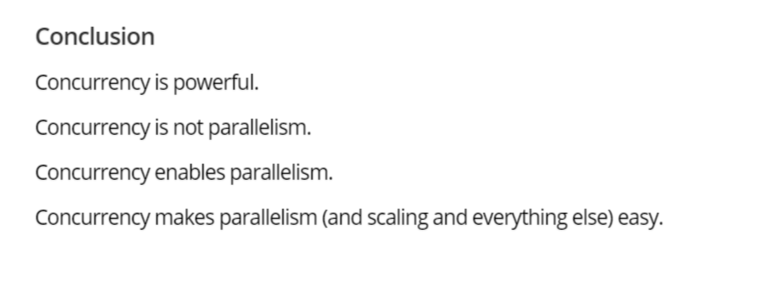 Conclusion
Concurrency is powerful.
Concurrency is not parallelism.
Concurrency enables parallelism.
Concurrency makes parallelism (and scaling and everything else) easy.